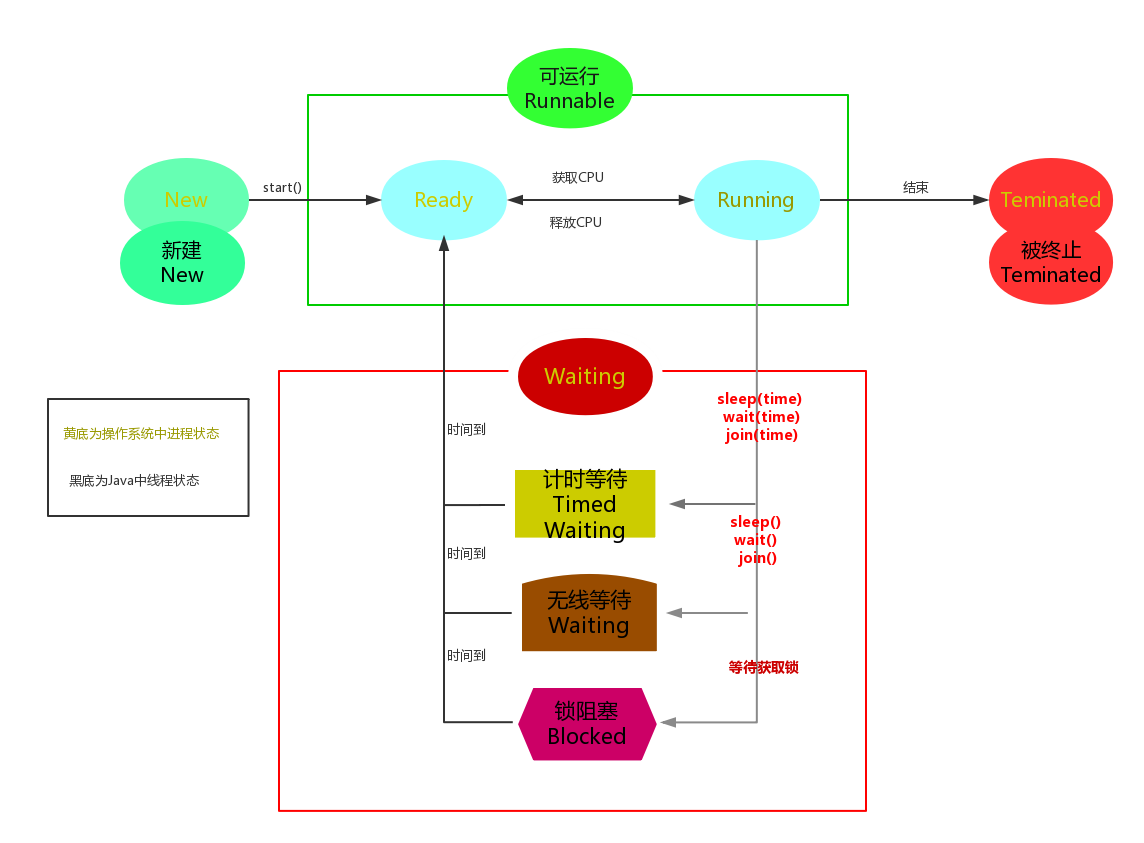 可运行
Runnable
New
start()
Ready
获取CPU
释放CPU
Running
结束
Teminated
新建
New
被终止
Teminated
Waiting
黄底为操作系统中进程状态
黑底为Java中线程状态
时间到
sleep(time)
wait(time)
join(time)
计时等待
Timed
Waiting
sleep()
wait()
join()
时间到
无线等待
Waiting
时间到
等待获取锁
锁阻塞
Blocked